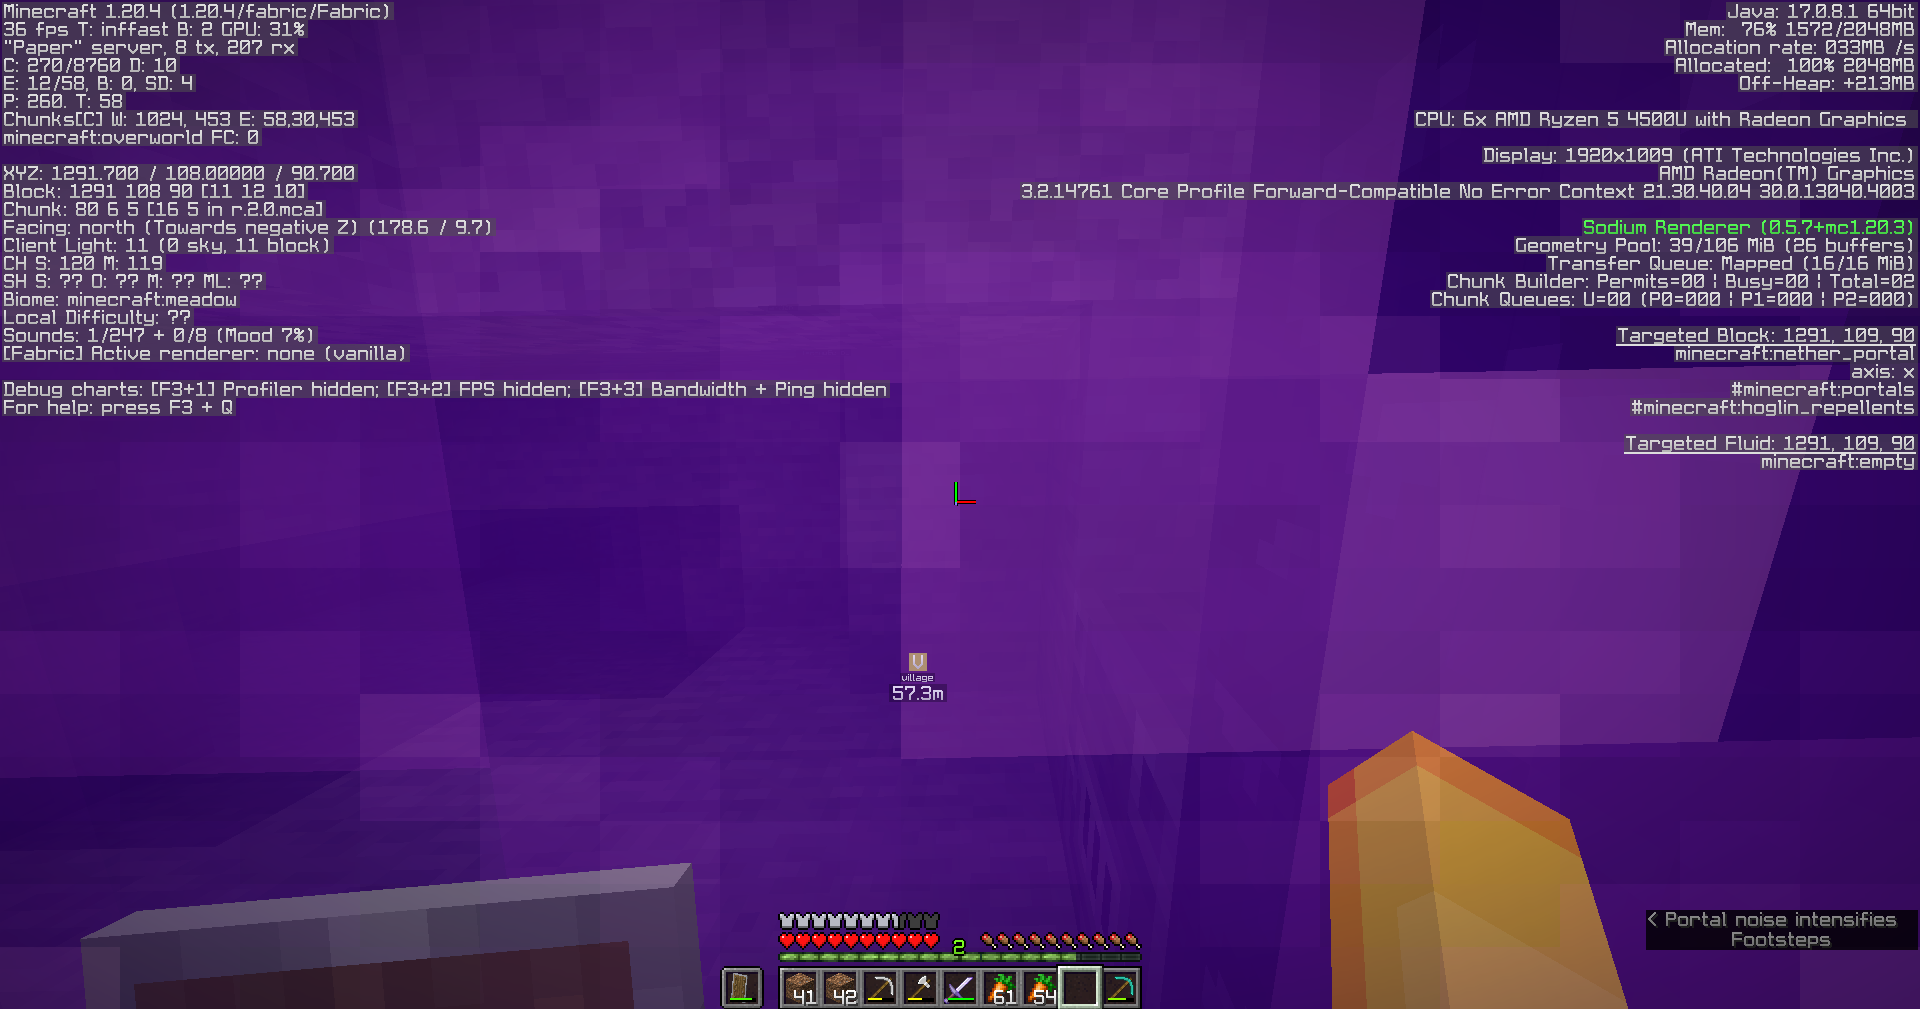 Minecraft 1.20.4 (1.20.4/fabric/Fabric)
36 fps T: inffast B: 2 GPU: 31%
"Paper" server, 8 tx, 207 rx
C: 270/8760 D: 10
E: 12/58, B: 0, SD: 4
P: 260. T: 58
Chunks[C] W: 1024, 453 E: 58,30,453
minecraft:overworld FC: 0
XYZ: 1291.700 / 108.00000 / 90.700
Block: 1291 108 90 [11 12 10]
Chunk: 80 6 5 [16 5 in r.2.0.mca]
Facing: north (Towards negative Z) (178.6 / 9.7)
Client Light: 11 (0 sky, 11 block)
CH S: 120 M: 119
SH S: ?? O: ?? M: ?? ML: ??
Biome: minecraft:meadow
Local Difficulty: ??
Sounds: 1/247 + 0/8 (Mood 7%)
[Fabric] Active renderer: none (vanilla)
Debug charts: [F3+1] Profiler hidden; [F3+2] FPS hidden; [F3+3] Bandwidth + Ping hidden
For help: press F3 + Q
Java: 17.0.8.1 64bit
Mem: 76% 1572/2048MB
Allocation rate: 033MB /s
Allocated: 100% 2048MB
Off-Heap: +213MB
CPU: 6x AMD Ryzen 5 4500U with Radeon Graphics
Display: 1920x1009 (ATI Technologies Inc.)
AMD Radeon(TM) Graphics
3.2.14761 Core Profile Forward-Compatible No Error Context 21.30.40.04 30.0.13040.4003
Sodium Renderer (0.5.7+mc1.20.3)
Geometry Pool: 39/106 MiB (26 buffers)
Transfer Queue: Mapped (16/16 MiB)
Chunk Builder: Permits=00 | Busy=00 | Total=02
Chunk Queues: U=00 (P0=000 | P1=000 | P2=000)
Targeted Block: 1291, 109, 90
minecraft:nether_portal
axis: x
#minecraft:portals
#minecraft:hoglin_repellents
Targeted Fluid: 1291, 109, 90
minecraft:empty
V
village
57.3m
< Portal noise intensifies
Footsteps
2
41 42 61 54